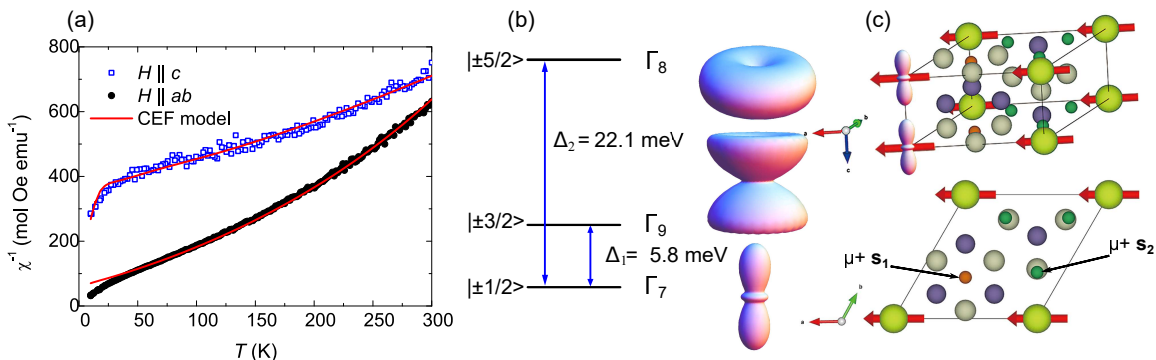 (a)
800
600
400
200
0
χ⁻¹ (mol Oe emu⁻¹)
H ∥ c
H ∥ ab
CEF model
0 50 100 150 200 250 300
T (K)
(b)
|±5/2> Γ₈
Δ₂ = 22.1 meV
|±3/2> Γ₉
Δ₁ = 5.8 meV
|±1/2> Γ₇
(c)
a b
c
μ+ s₁ μ+ s₂
a b